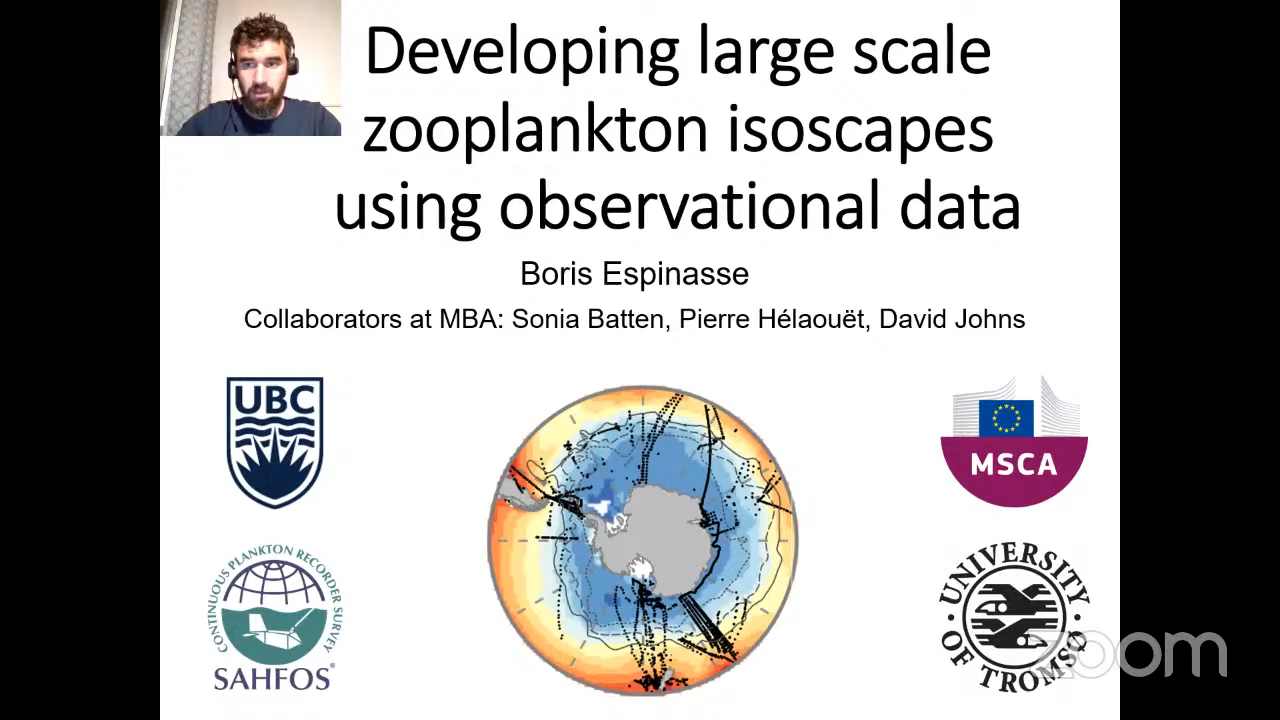 Developing large scale
zooplankton isoscapes
using observational data
Boris Espinasse
Collaborators at MBA: Sonia Batten, Pierre Hélaouët, David Johns
UBC
MSCA
CONTINUOUS PLANKTON RECORDER SURVEY
SAHFOS
UNIVERSITY
OF TROMSØ
zoom